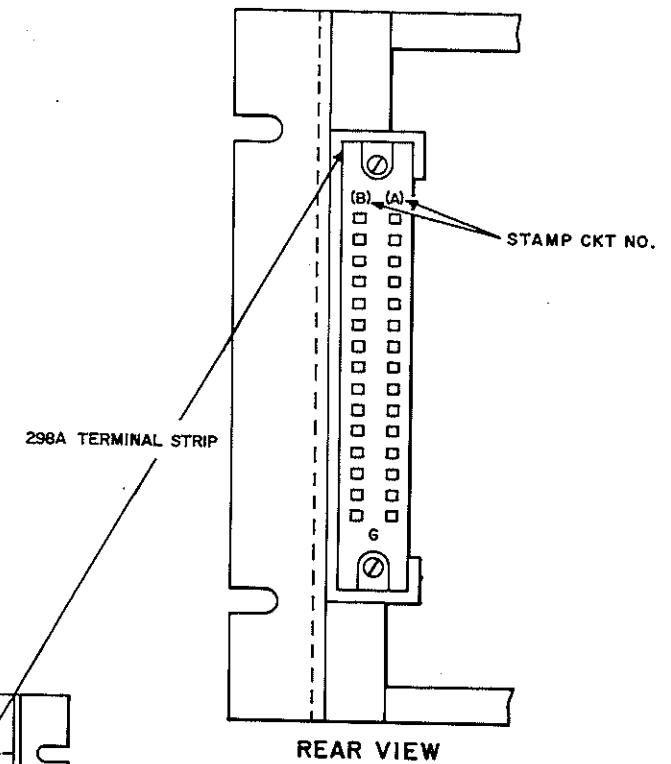 (B) (A)
STAMP CKT NO.
298A TERMINAL STRIP
G
REAR VIEW